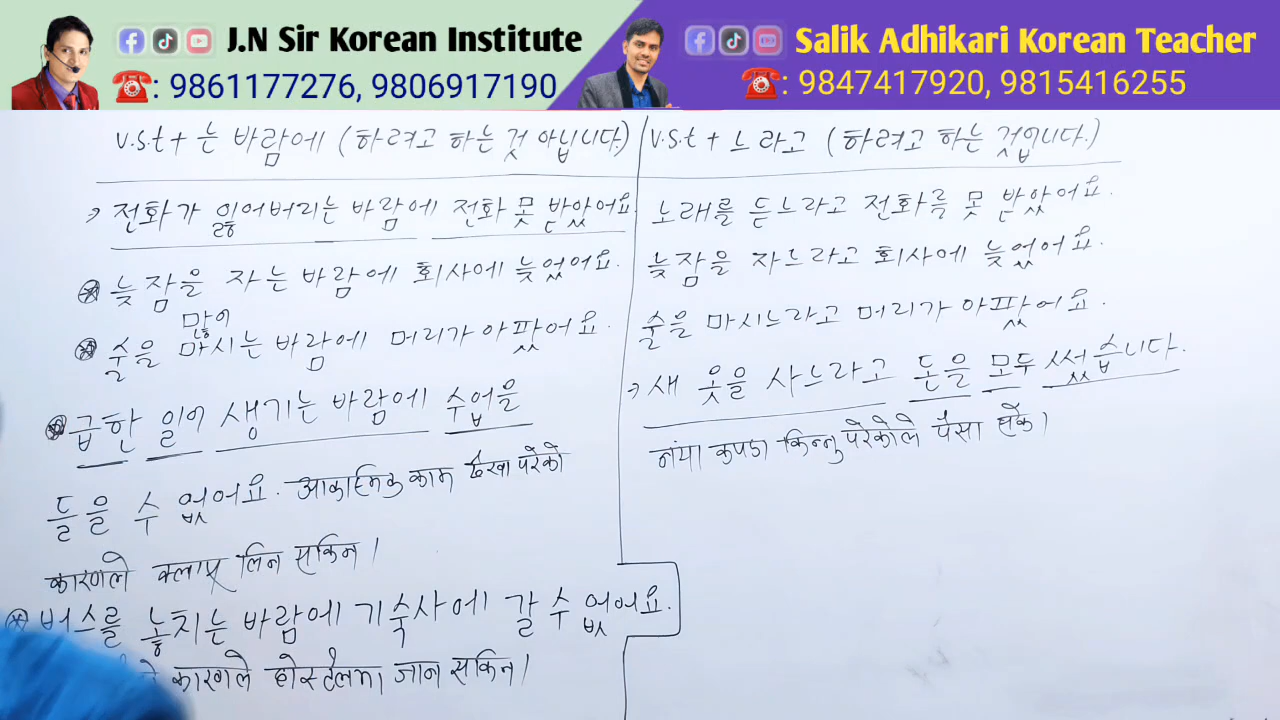 J.N Sir Korean Institute
☎: 9861177276, 9806917190
Salik Adhikari Korean Teacher
☎: 9847417920, 9815416255
v.s.t + 는 바람에 (하려고 하는 것 아닙니다)
→ 전화가 잃어버리는 바람에 전화 못 받았어요
늦잠을 자는 바람에 회사에 늦었어요.
많이
술을 마시는 바람에 머리가 아팠어요.
급한 일이 생기는 바람에 수업을
들을 수 없어요. आकस्मिक काम देखा परेको
कारणले क्लास लिन सकिन।
버스를 놓치는 바람에 기숙사에 갈 수 없어요.
कारणले होस्टेलमा जान सकिन।
v.s.t + 느라고 (하려고 하는 것입니다.)
노래를 듣느라고 전화를 못 받았어요.
늦잠을 자느라고 회사에 늦었어요.
술을 마시느라고 머리가 아팠어요.
→ 새 옷을 사느라고 돈을 모두 썼습니다.
नया कपडा किन्नु परेकोले पैसा सकें।